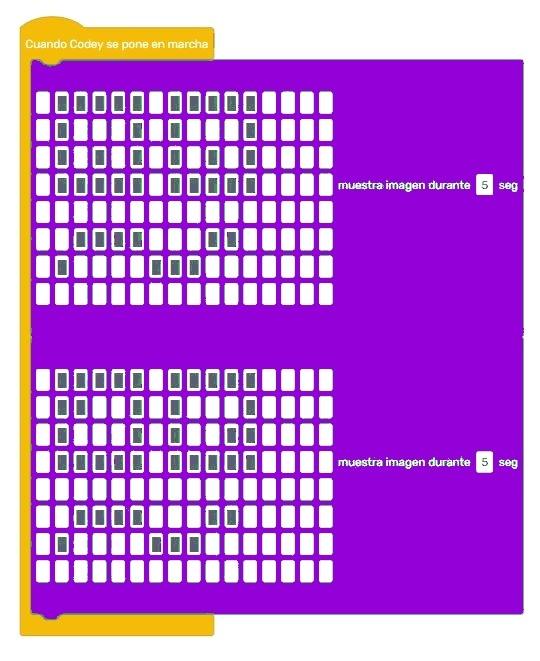 Cuando Codey se pone en marcha
muestra imagen durante 5 seg
muestra imagen durante 5 seg